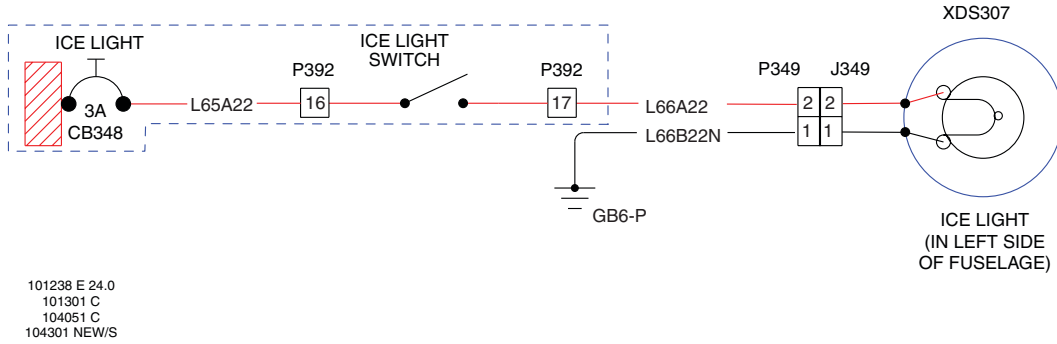 XDS307
ICE LIGHT
ICE LIGHT
SWITCH
P392
P392
P349
J349
3A
CB348
L65A22
16
17
L66A22
2
2
L66B22N
1
1
GB6-P
ICE LIGHT
(IN LEFT SIDE
OF FUSELAGE)
101238 E 24.0
101301 C
104051 C
104301 NEW/S